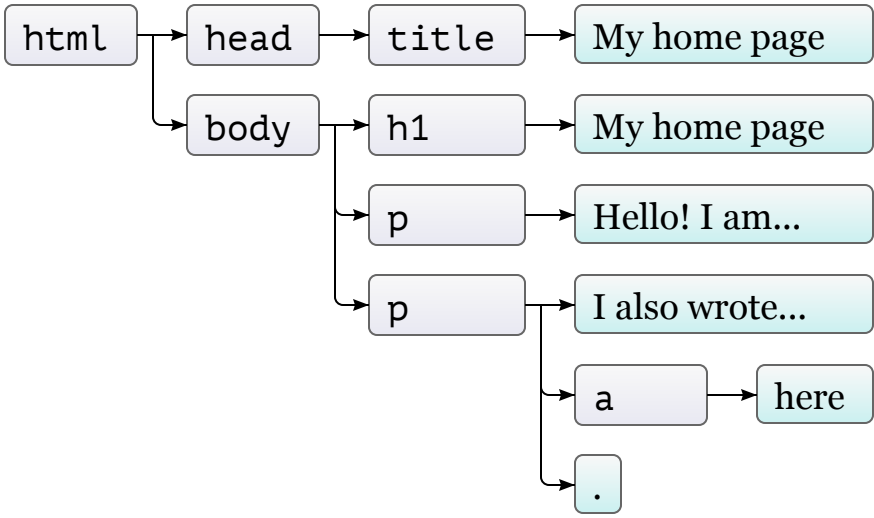 html head title My home page
body h1 My home page
p Hello! I am...
p I also wrote...
a here
.